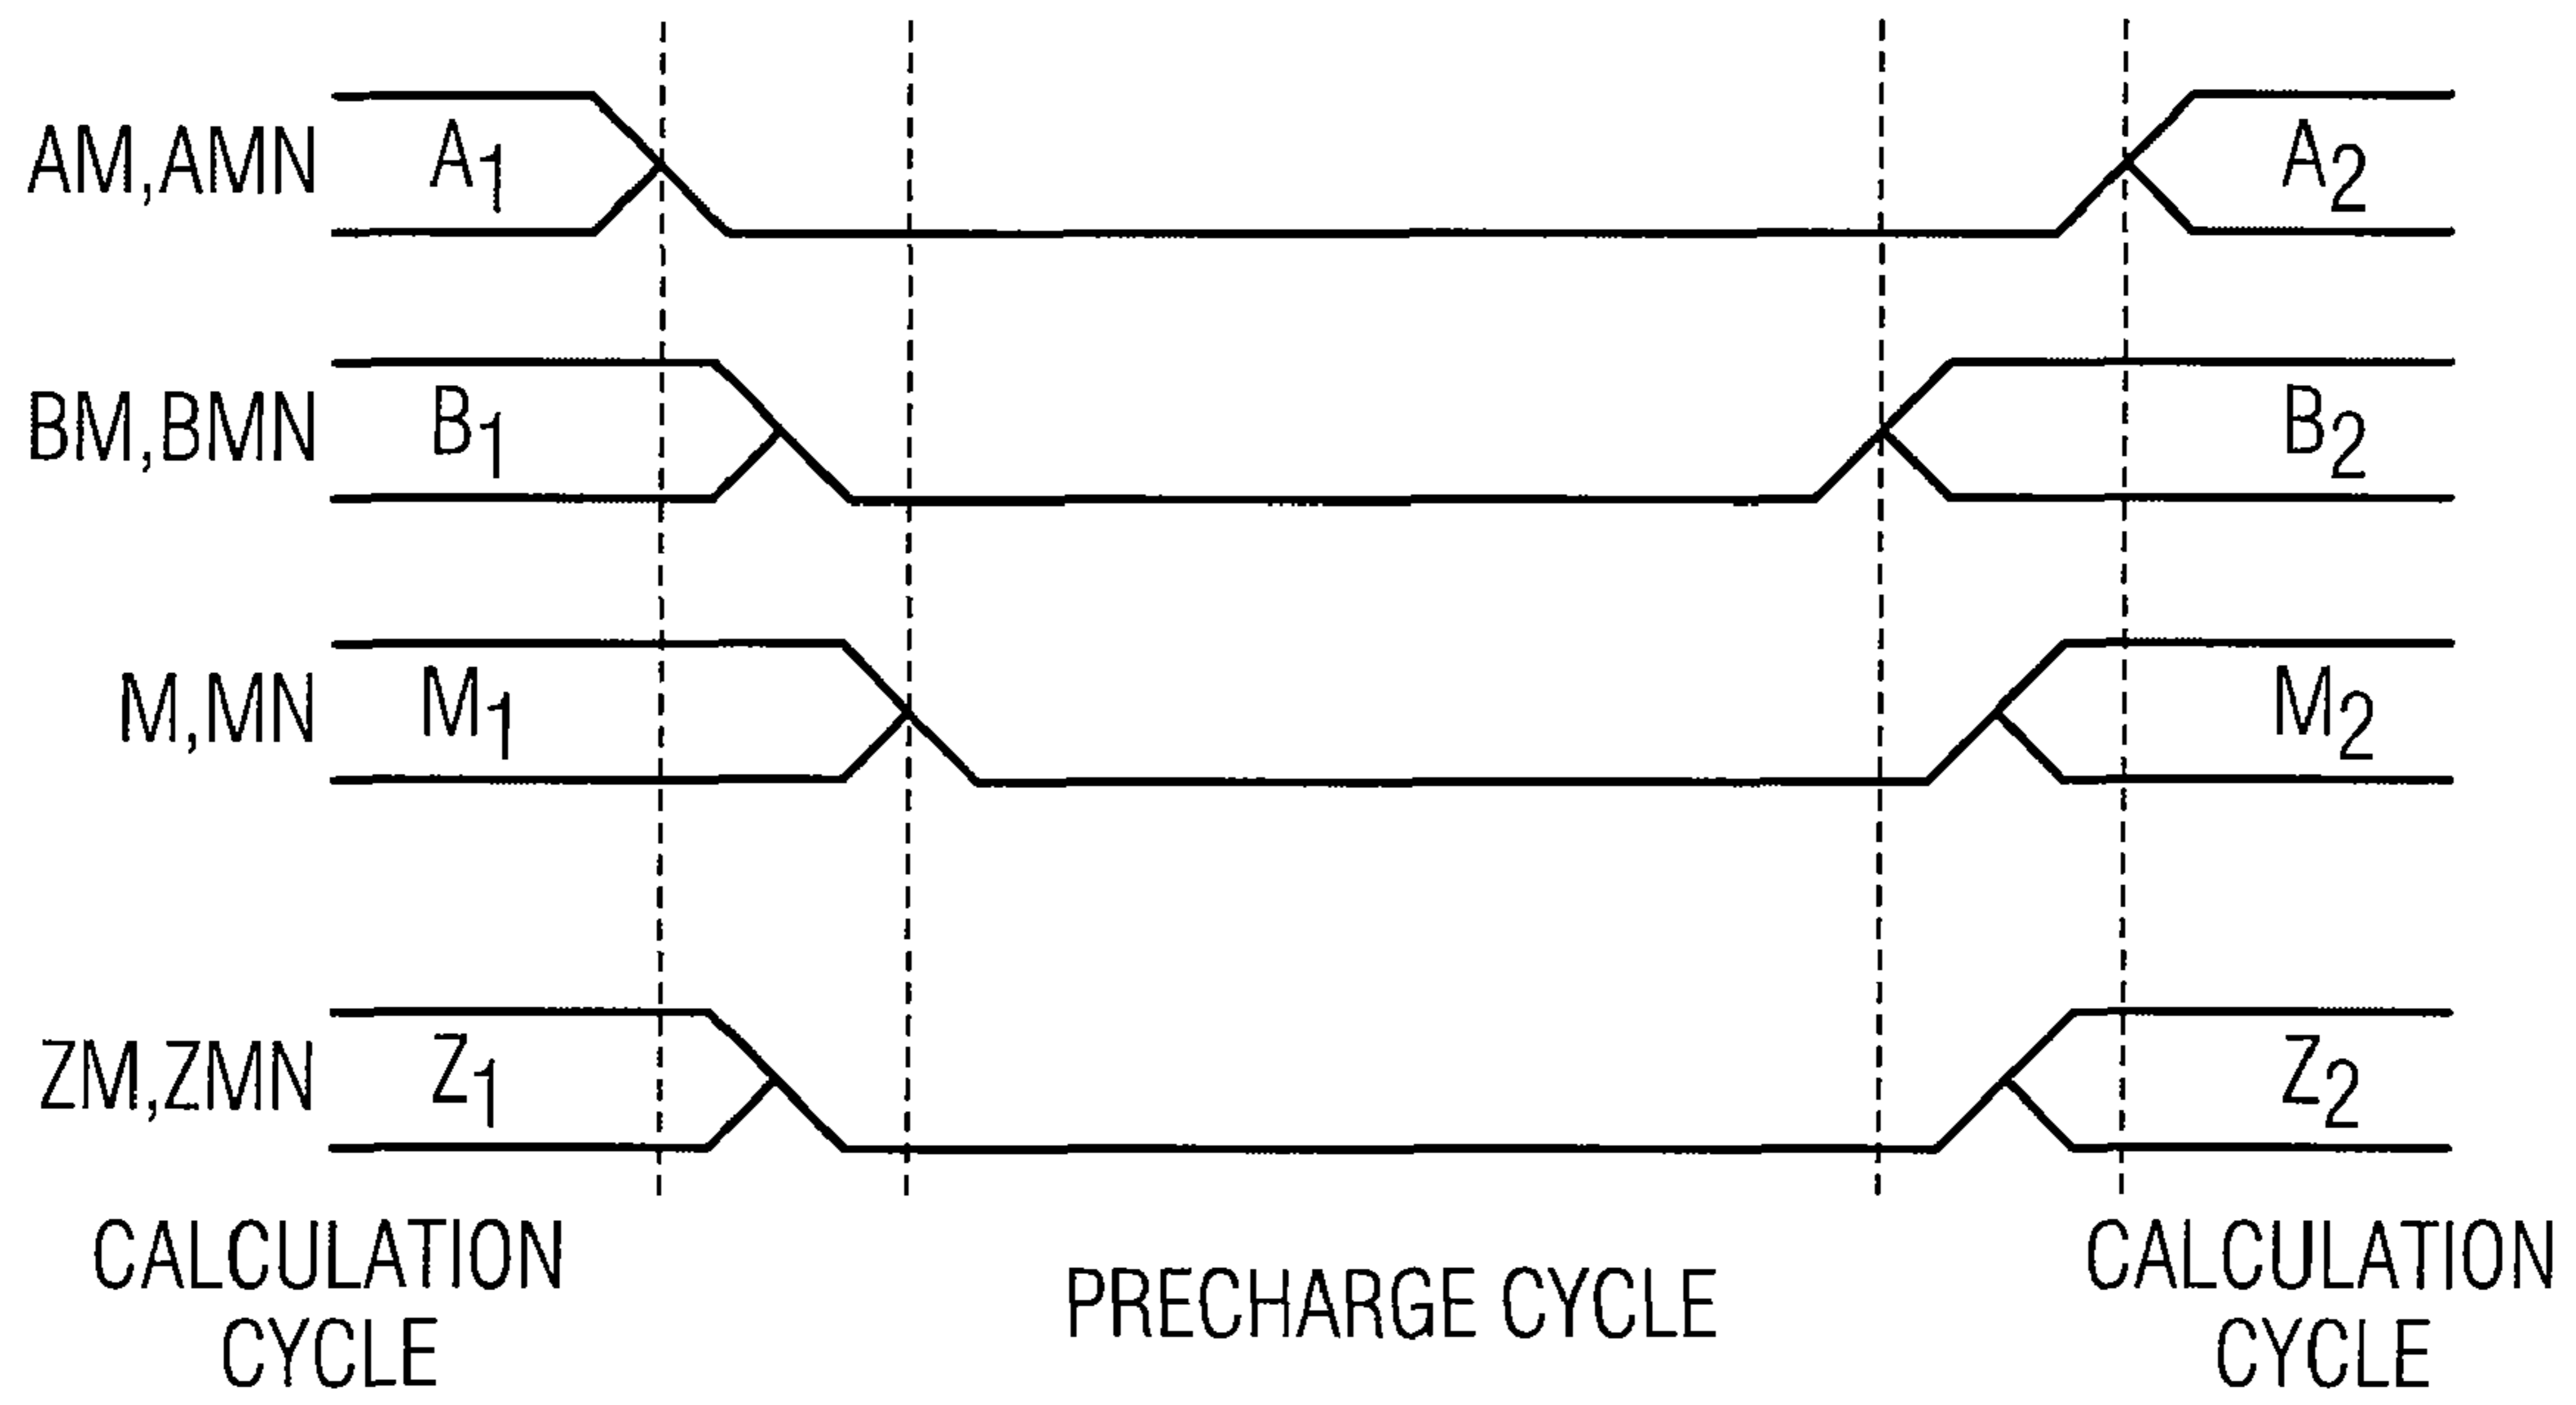 AM,AMN A1 A2
BM,BMN B1 B2
M,MN M1 M2
ZM,ZMN Z1 Z2
CALCULATION CYCLE
PRECHARGE CYCLE
CALCULATION CYCLE